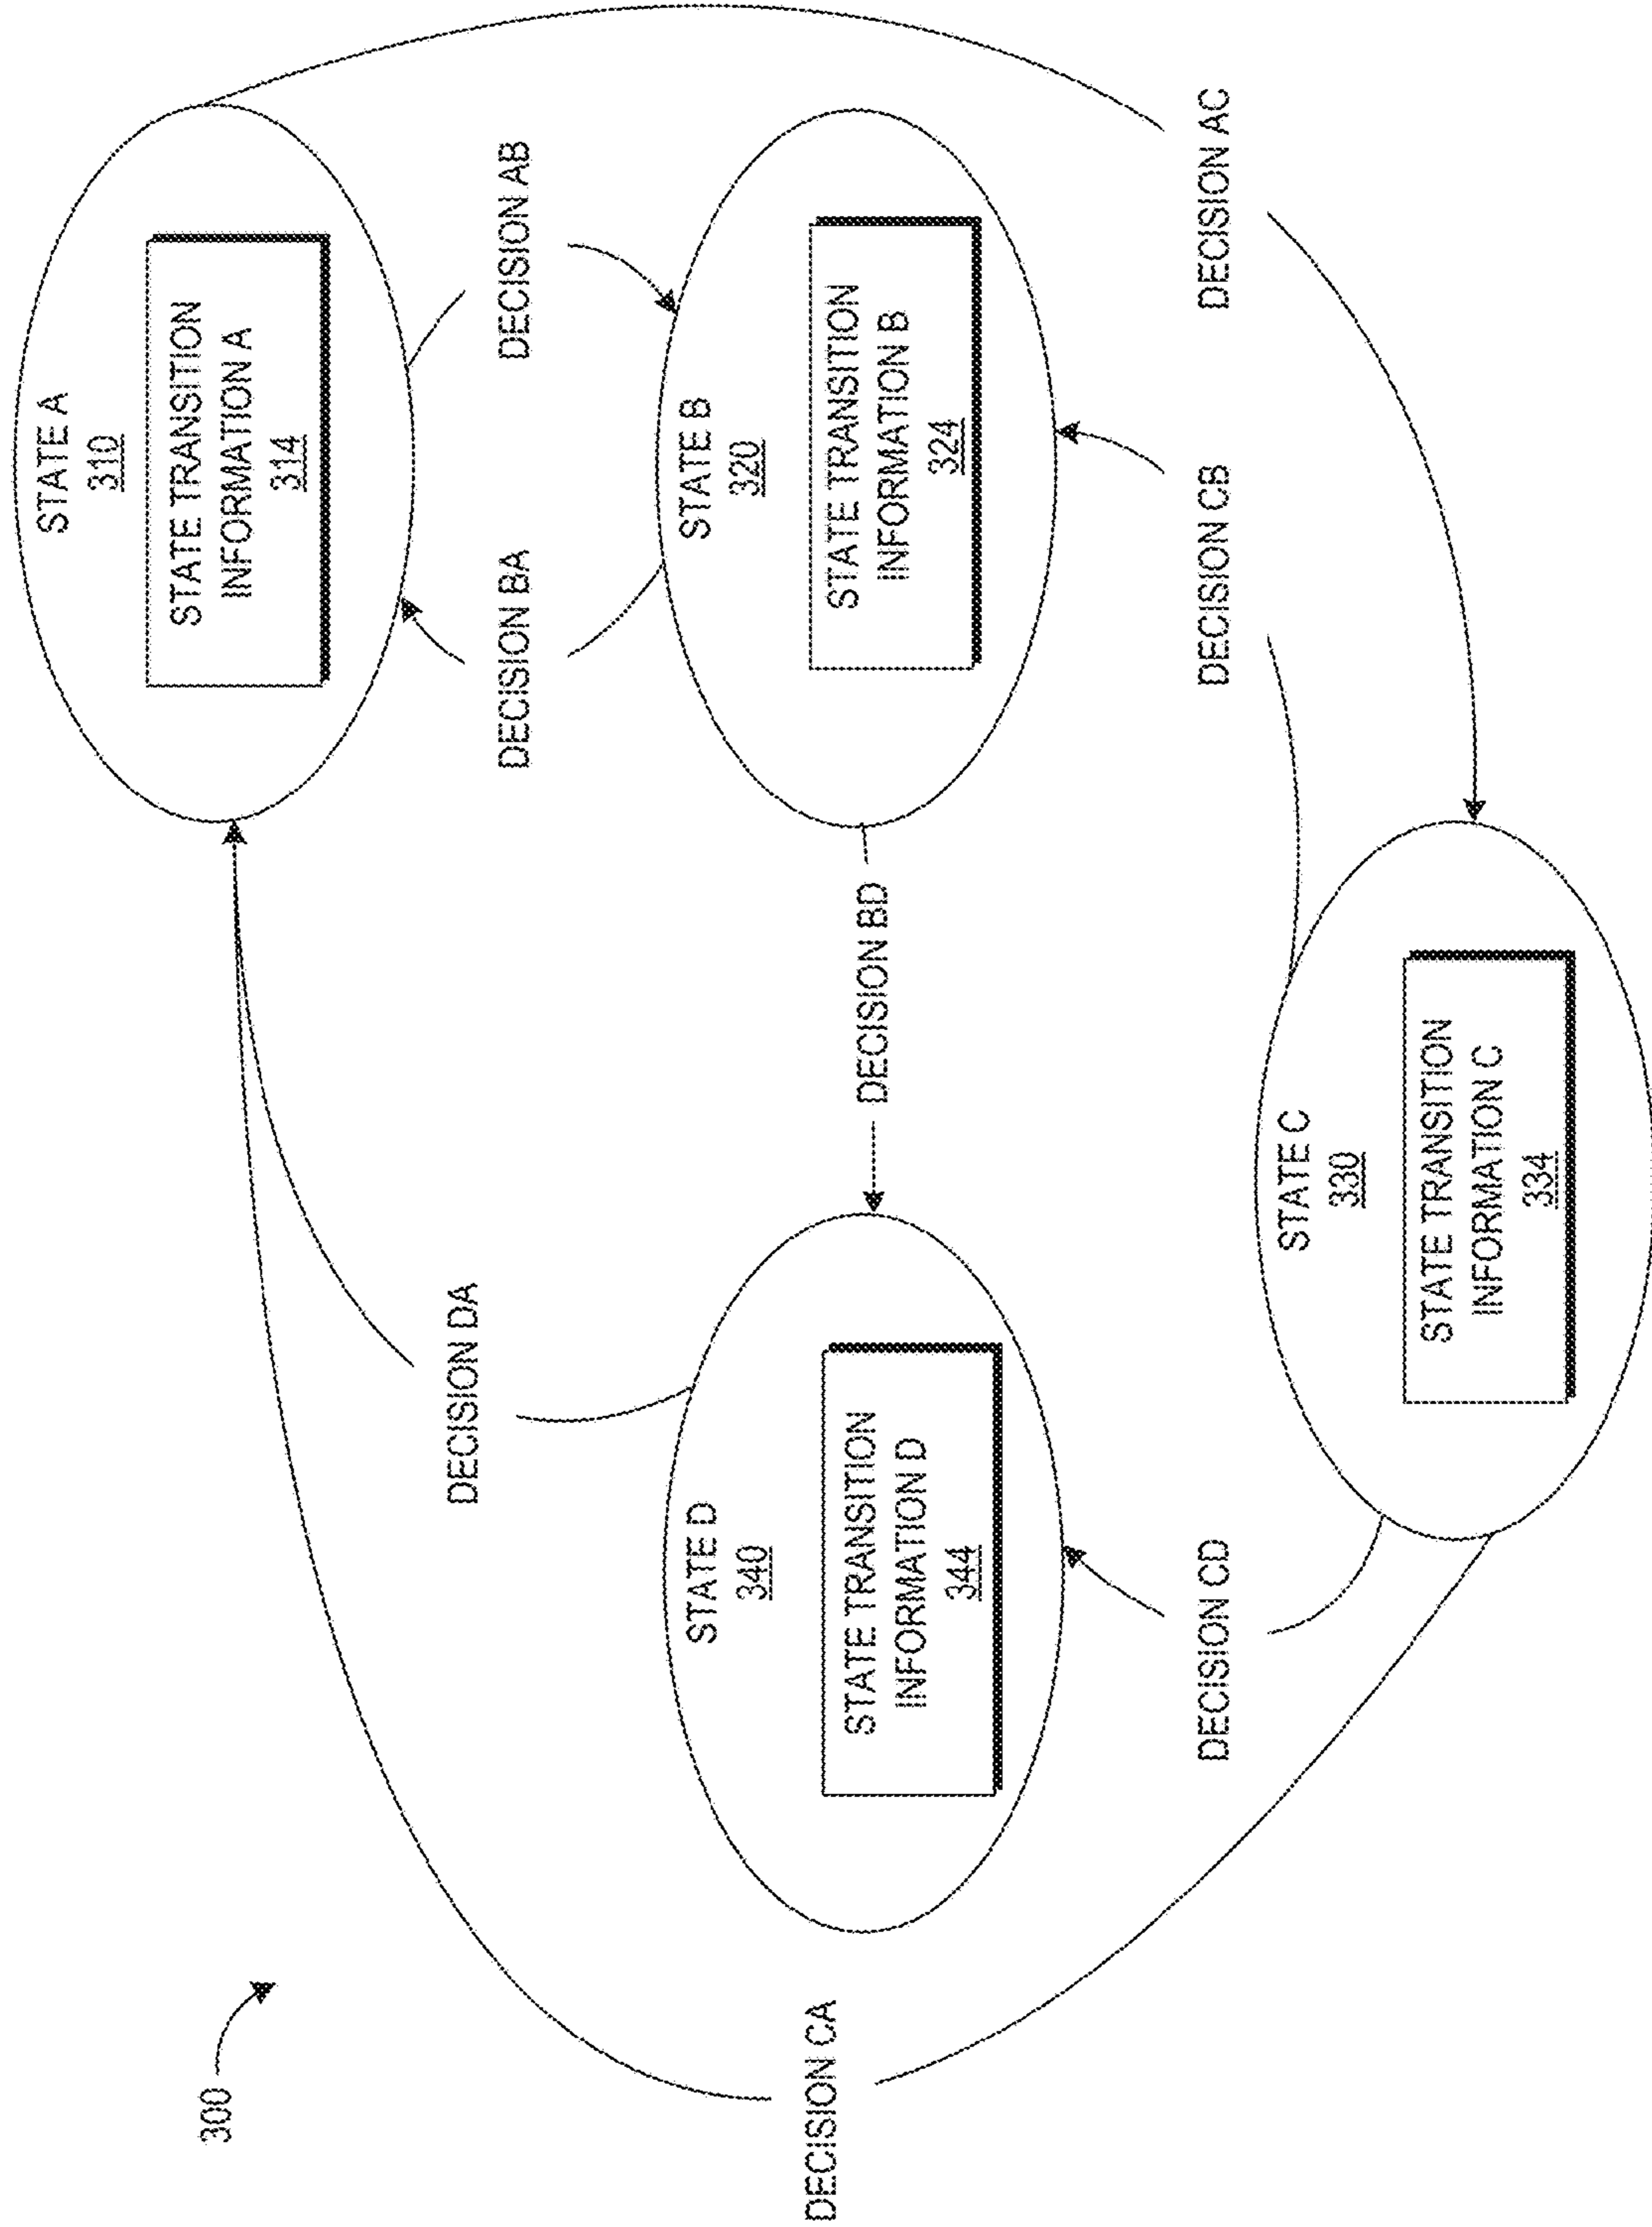 300
STATE A
310
STATE TRANSITION
INFORMATION A
314
DECISION CA
DECISION DA
DECISION BA
DECISION AB
STATE D
340
STATE TRANSITION
INFORMATION D
344
DECISION BD
STATE B
320
STATE TRANSITION
INFORMATION B
324
DECISION CD
DECISION CB
DECISION AC
STATE C
330
STATE TRANSITION
INFORMATION C
334